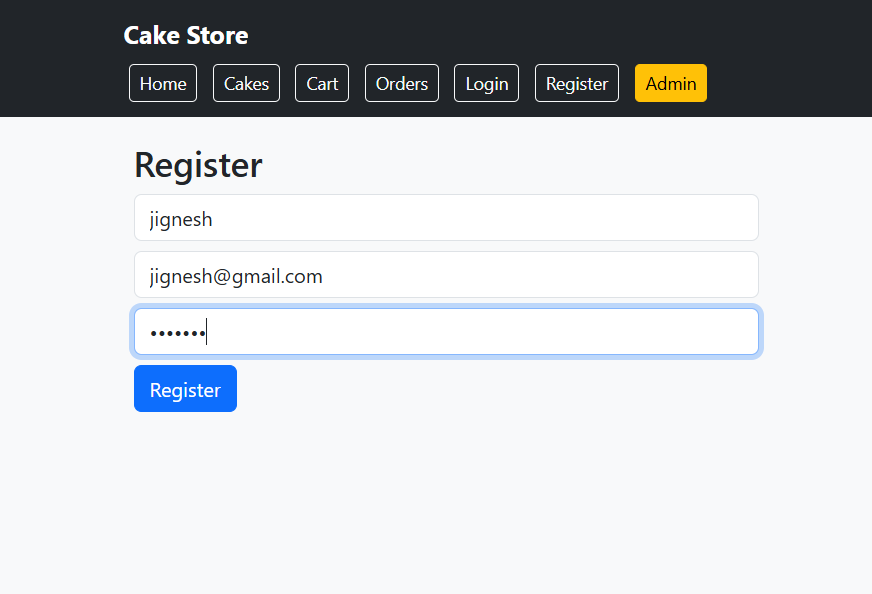 Cake Store
Home Cakes Cart Orders Login Register Admin
Register
jignesh
jignesh@gmail.com
•••••••
Register